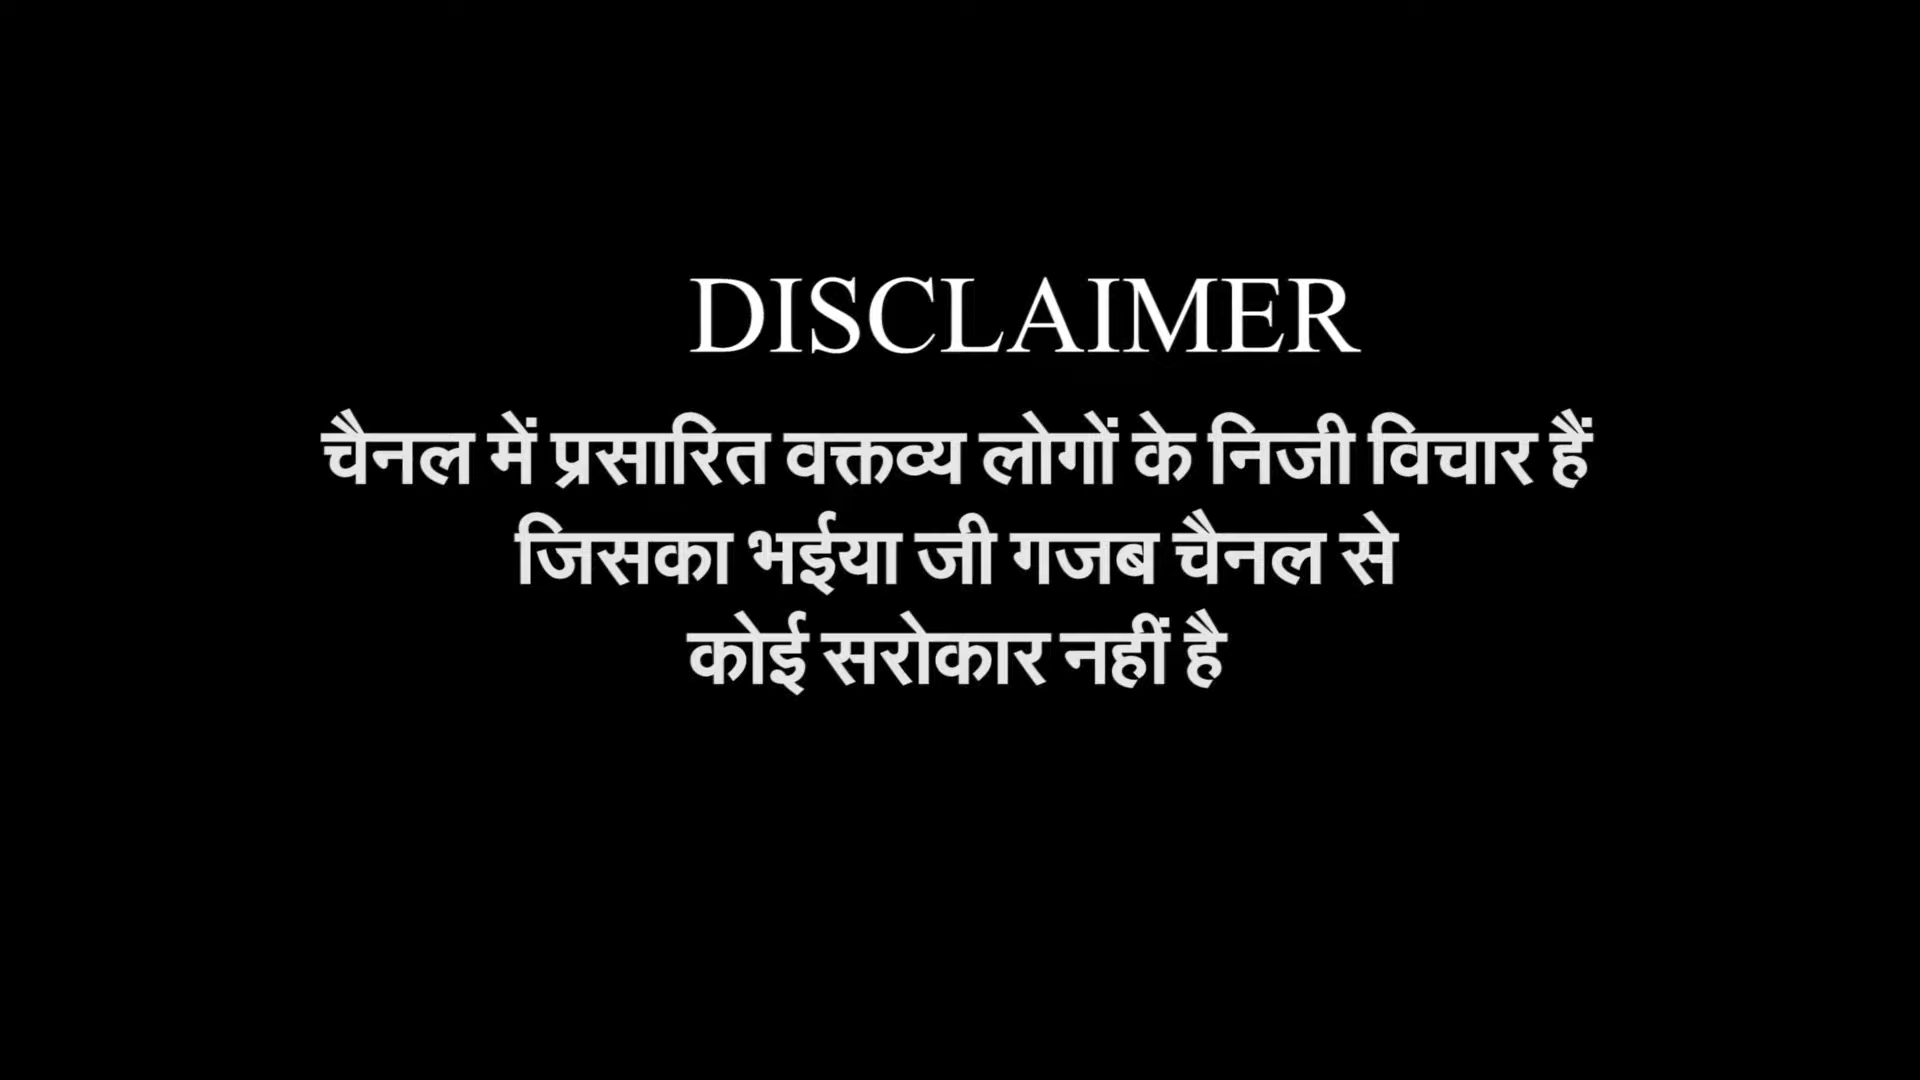 DISCLAIMER
चैनल में प्रसारित वक्तव्य लोगों के निजी विचार हैं
जिसका भईया जी गजब चैनल से
कोई सरोकार नहीं है